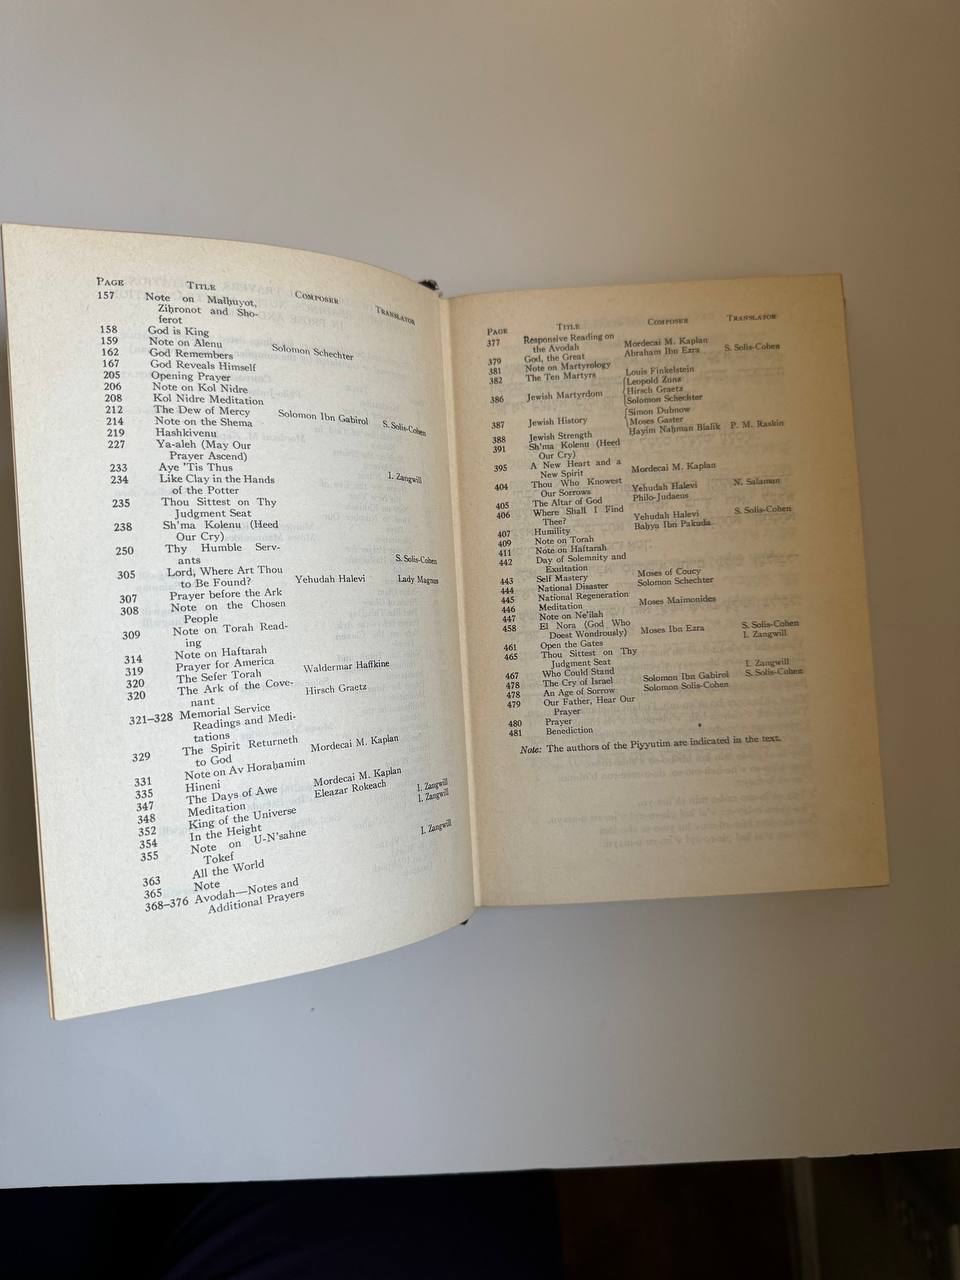 PAGE TITLE COMPOSER TRANSLATOR
157 Note on Malḥuyot,
Ziḥronot and Sho-
ferot
158 God is King
159 Note on Alenu Solomon Schechter
162 God Remembers
167 God Reveals Himself
205 Opening Prayer
206 Note on Kol Nidre
208 Kol Nidre Meditation
212 The Dew of Mercy Solomon Ibn Gabirol S. Solis-Cohen
214 Note on the Shema
219 Hashkivenu
227 Ya-aleh (May Our
Prayer Ascend)
233 Aye 'Tis Thus
234 Like Clay in the Hands I. Zangwill
of the Potter
235 Thou Sittest on Thy
Judgment Seat
238 Sh'ma Kolenu (Heed
Our Cry)
250 Thy Humble Serv-
ants S. Solis-Cohen
305 Lord, Where Art Thou
to Be Found? Yehudah Halevi Lady Magnus
307 Prayer before the Ark
308 Note on the Chosen
People
309 Note on Torah Read-
ing
314 Note on Haftarah
319 Prayer for America
320 The Sefer Torah Waldermar Haffkine
320 The Ark of the Cove-
nant Hirsch Graetz
321–328 Memorial Service
Readings and Medi-
tations
329 The Spirit Returneth
to God Mordecai M. Kaplan
331 Note on Av Horaḥamim
335 Hineni
347 The Days of Awe Mordecai M. Kaplan
348 Meditation Eleazar Rokeach I. Zangwill
352 King of the Universe I. Zangwill
354 In the Height
355 Note on U-N'sahne I. Zangwill
Tokef
363 All the World
365 Note
368–376 Avodah—Notes and
Additional Prayers
PAGE TITLE COMPOSER TRANSLATOR
377 Responsive Reading on
the Avodah Mordecai M. Kaplan
379 God, the Great Abraham Ibn Ezra S. Solis-Cohen
381 Note on Martyrology
382 The Ten Martyrs Louis Finkelstein
Leopold Zunz
386 Jewish Martyrdom Hirsch Graetz
Solomon Schechter
Simon Dubnow
387 Jewish History Moses Gaster
388 Jewish Strength Ḥayim Naḥman Bialik P. M. Raskin
391 Sh'ma Kolenu (Heed
Our Cry)
395 A New Heart and a
New Spirit Mordecai M. Kaplan
404 Thou Who Knowest
Our Sorrows Yehudah Halevi N. Salaman
405 The Altar of God Philo-Judaeus
406 Where Shall I Find
Thee? Yehudah Halevi S. Solis-Cohen
407 Humility Baḥya Ibn Pakuda
409 Note on Torah
411 Note on Haftarah
442 Day of Solemnity and
Exultation
443 Self Mastery Moses of Coucy
444 National Disaster Solomon Schechter
445 National Regeneration
446 Meditation Moses Maimonides
447 Note on Ne'ilah
458 El Nora (God Who
Doest Wondrously) Moses Ibn Ezra S. Solis-Cohen
461 Open the Gates I. Zangwill
465 Thou Sittest on Thy
Judgment Seat
467 Who Could Stand I. Zangwill
478 The Cry of Israel Solomon Ibn Gabirol S. Solis-Cohen
478 An Age of Sorrow Solomon Solis-Cohen
479 Our Father, Hear Our
Prayer
480 Prayer
481 Benediction
Note: The authors of the Piyyutim are indicated in the text.